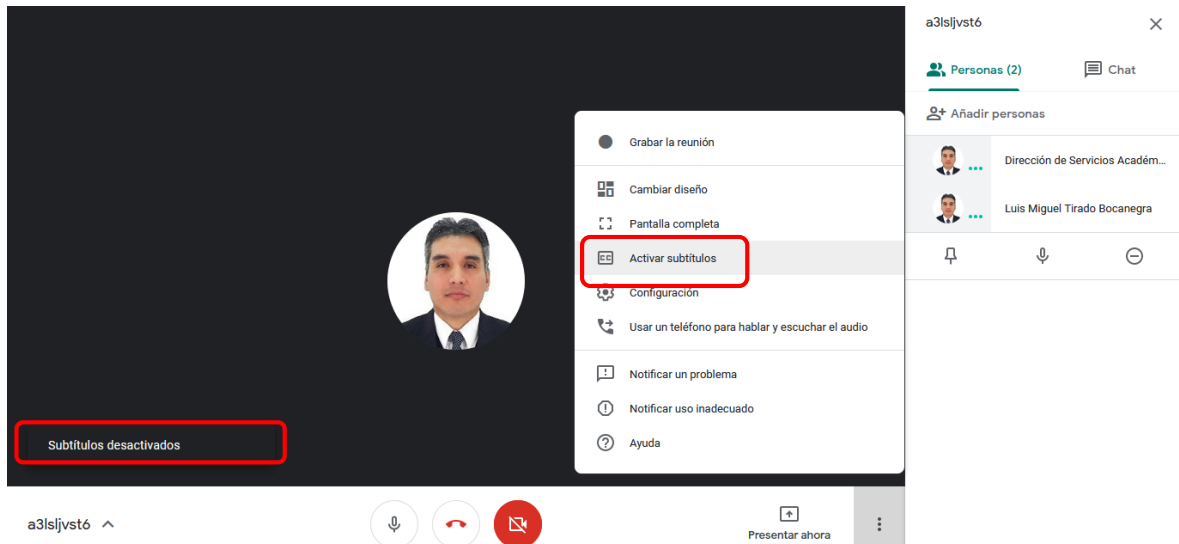 a3lsljvst6
Personas (2)
Chat
Añadir personas
Dirección de Servicios Académ...
Luis Miguel Tirado Bocanegra
Grabar la reunión
Cambiar diseño
Pantalla completa
Activar subtítulos
Configuración
Usar un teléfono para hablar y escuchar el audio
Notificar un problema
Notificar uso inadecuado
Ayuda
Subtítulos desactivados
a3lsljvst6
Presentar ahora